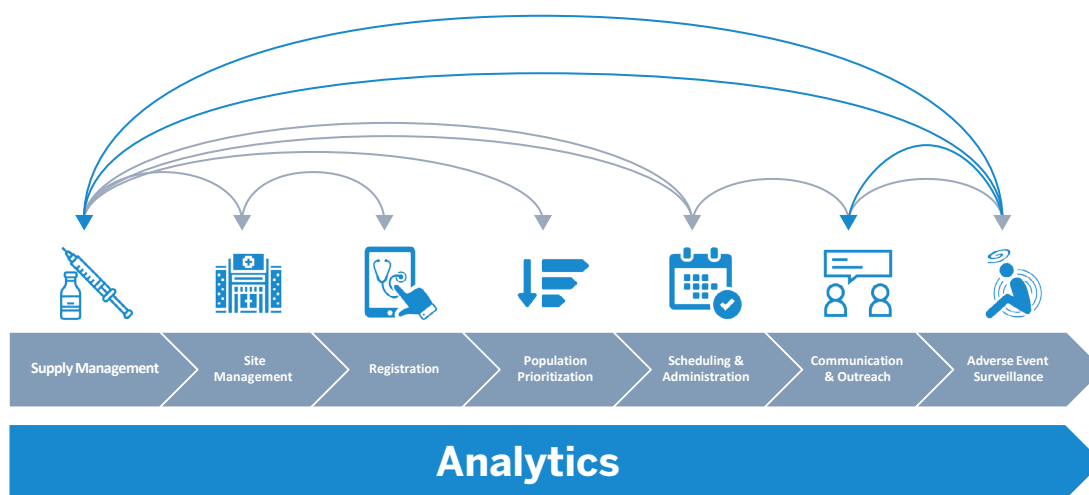 Supply Management
Site
Management
Registration
Population
Prioritization
Scheduling &
Administration
Communication
& Outreach
Adverse Event
Surveillance
Analytics